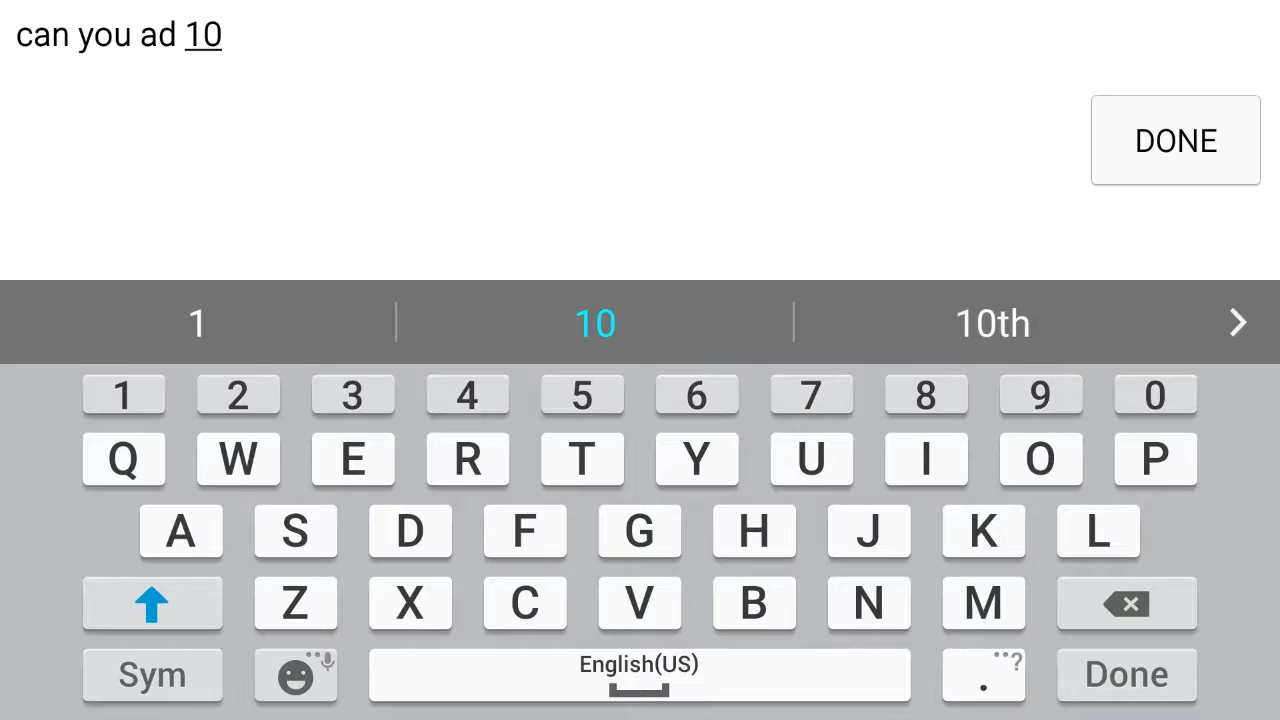 can you ad 10
DONE
1 10 10th
1 2 3 4 5 6 7 8 9 0
Q W E R T Y U I O P
A S D F G H J K L
Z X C V B N M
Sym English(US) . ? Done